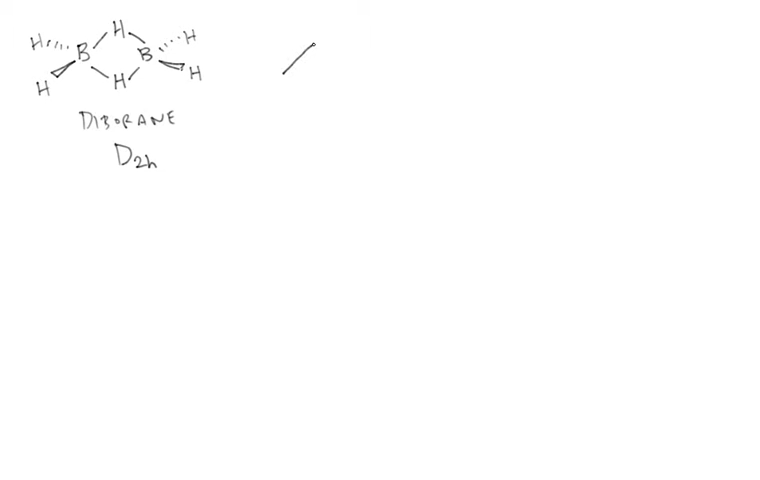 H H H
B B
H H H
DIBORANE
D2h